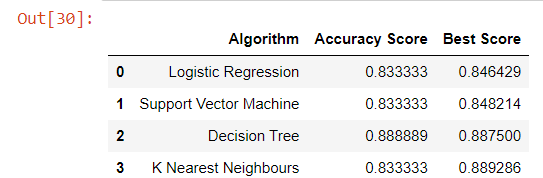 Out[30]:
Algorithm Accuracy Score Best Score
0 Logistic Regression 0.833333 0.846429
1 Support Vector Machine 0.833333 0.848214
2 Decision Tree 0.888889 0.887500
3 K Nearest Neighbours 0.833333 0.889286